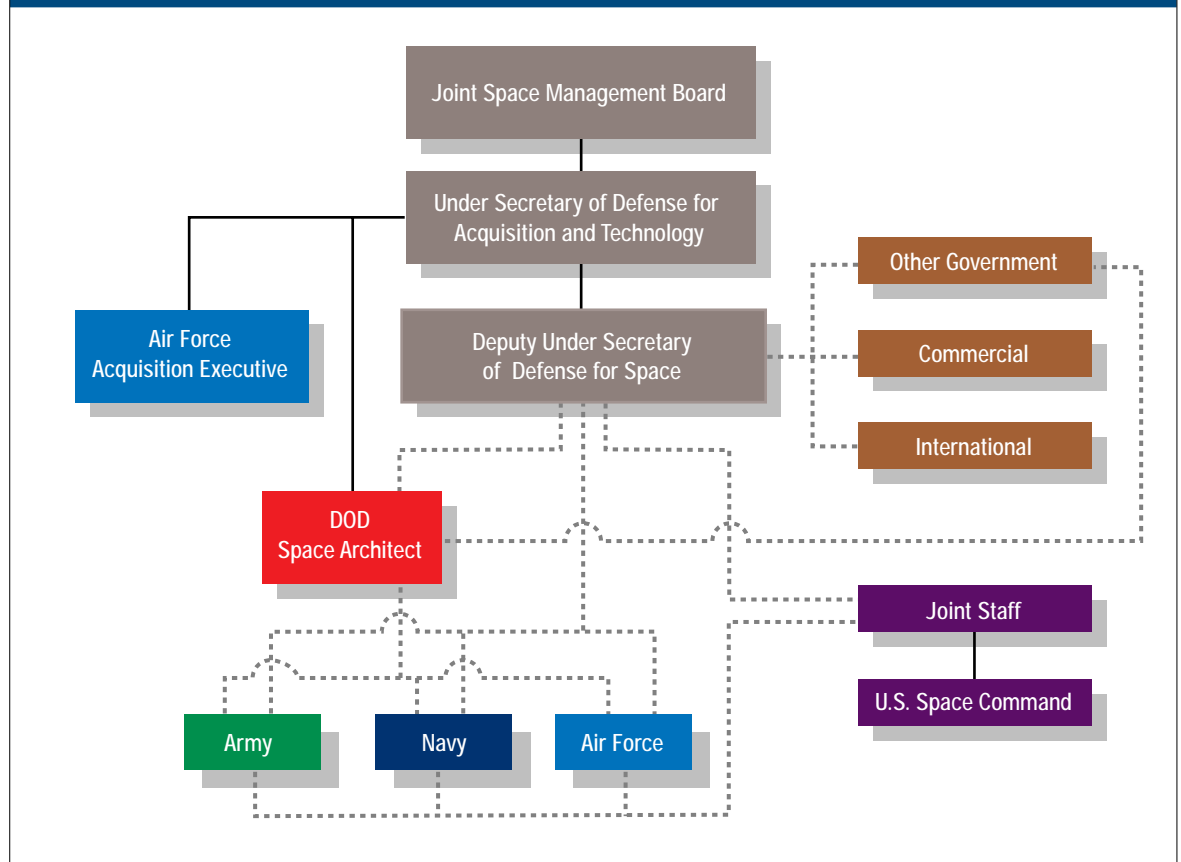 Joint Space Management Board
Under Secretary of Defense for
Acquisition and Technology
Other Government
Air Force
Acquisition Executive
Deputy Under Secretary
of Defense for Space
Commercial
International
DOD
Space Architect
Joint Staff
U.S. Space Command
Army
Navy
Air Force